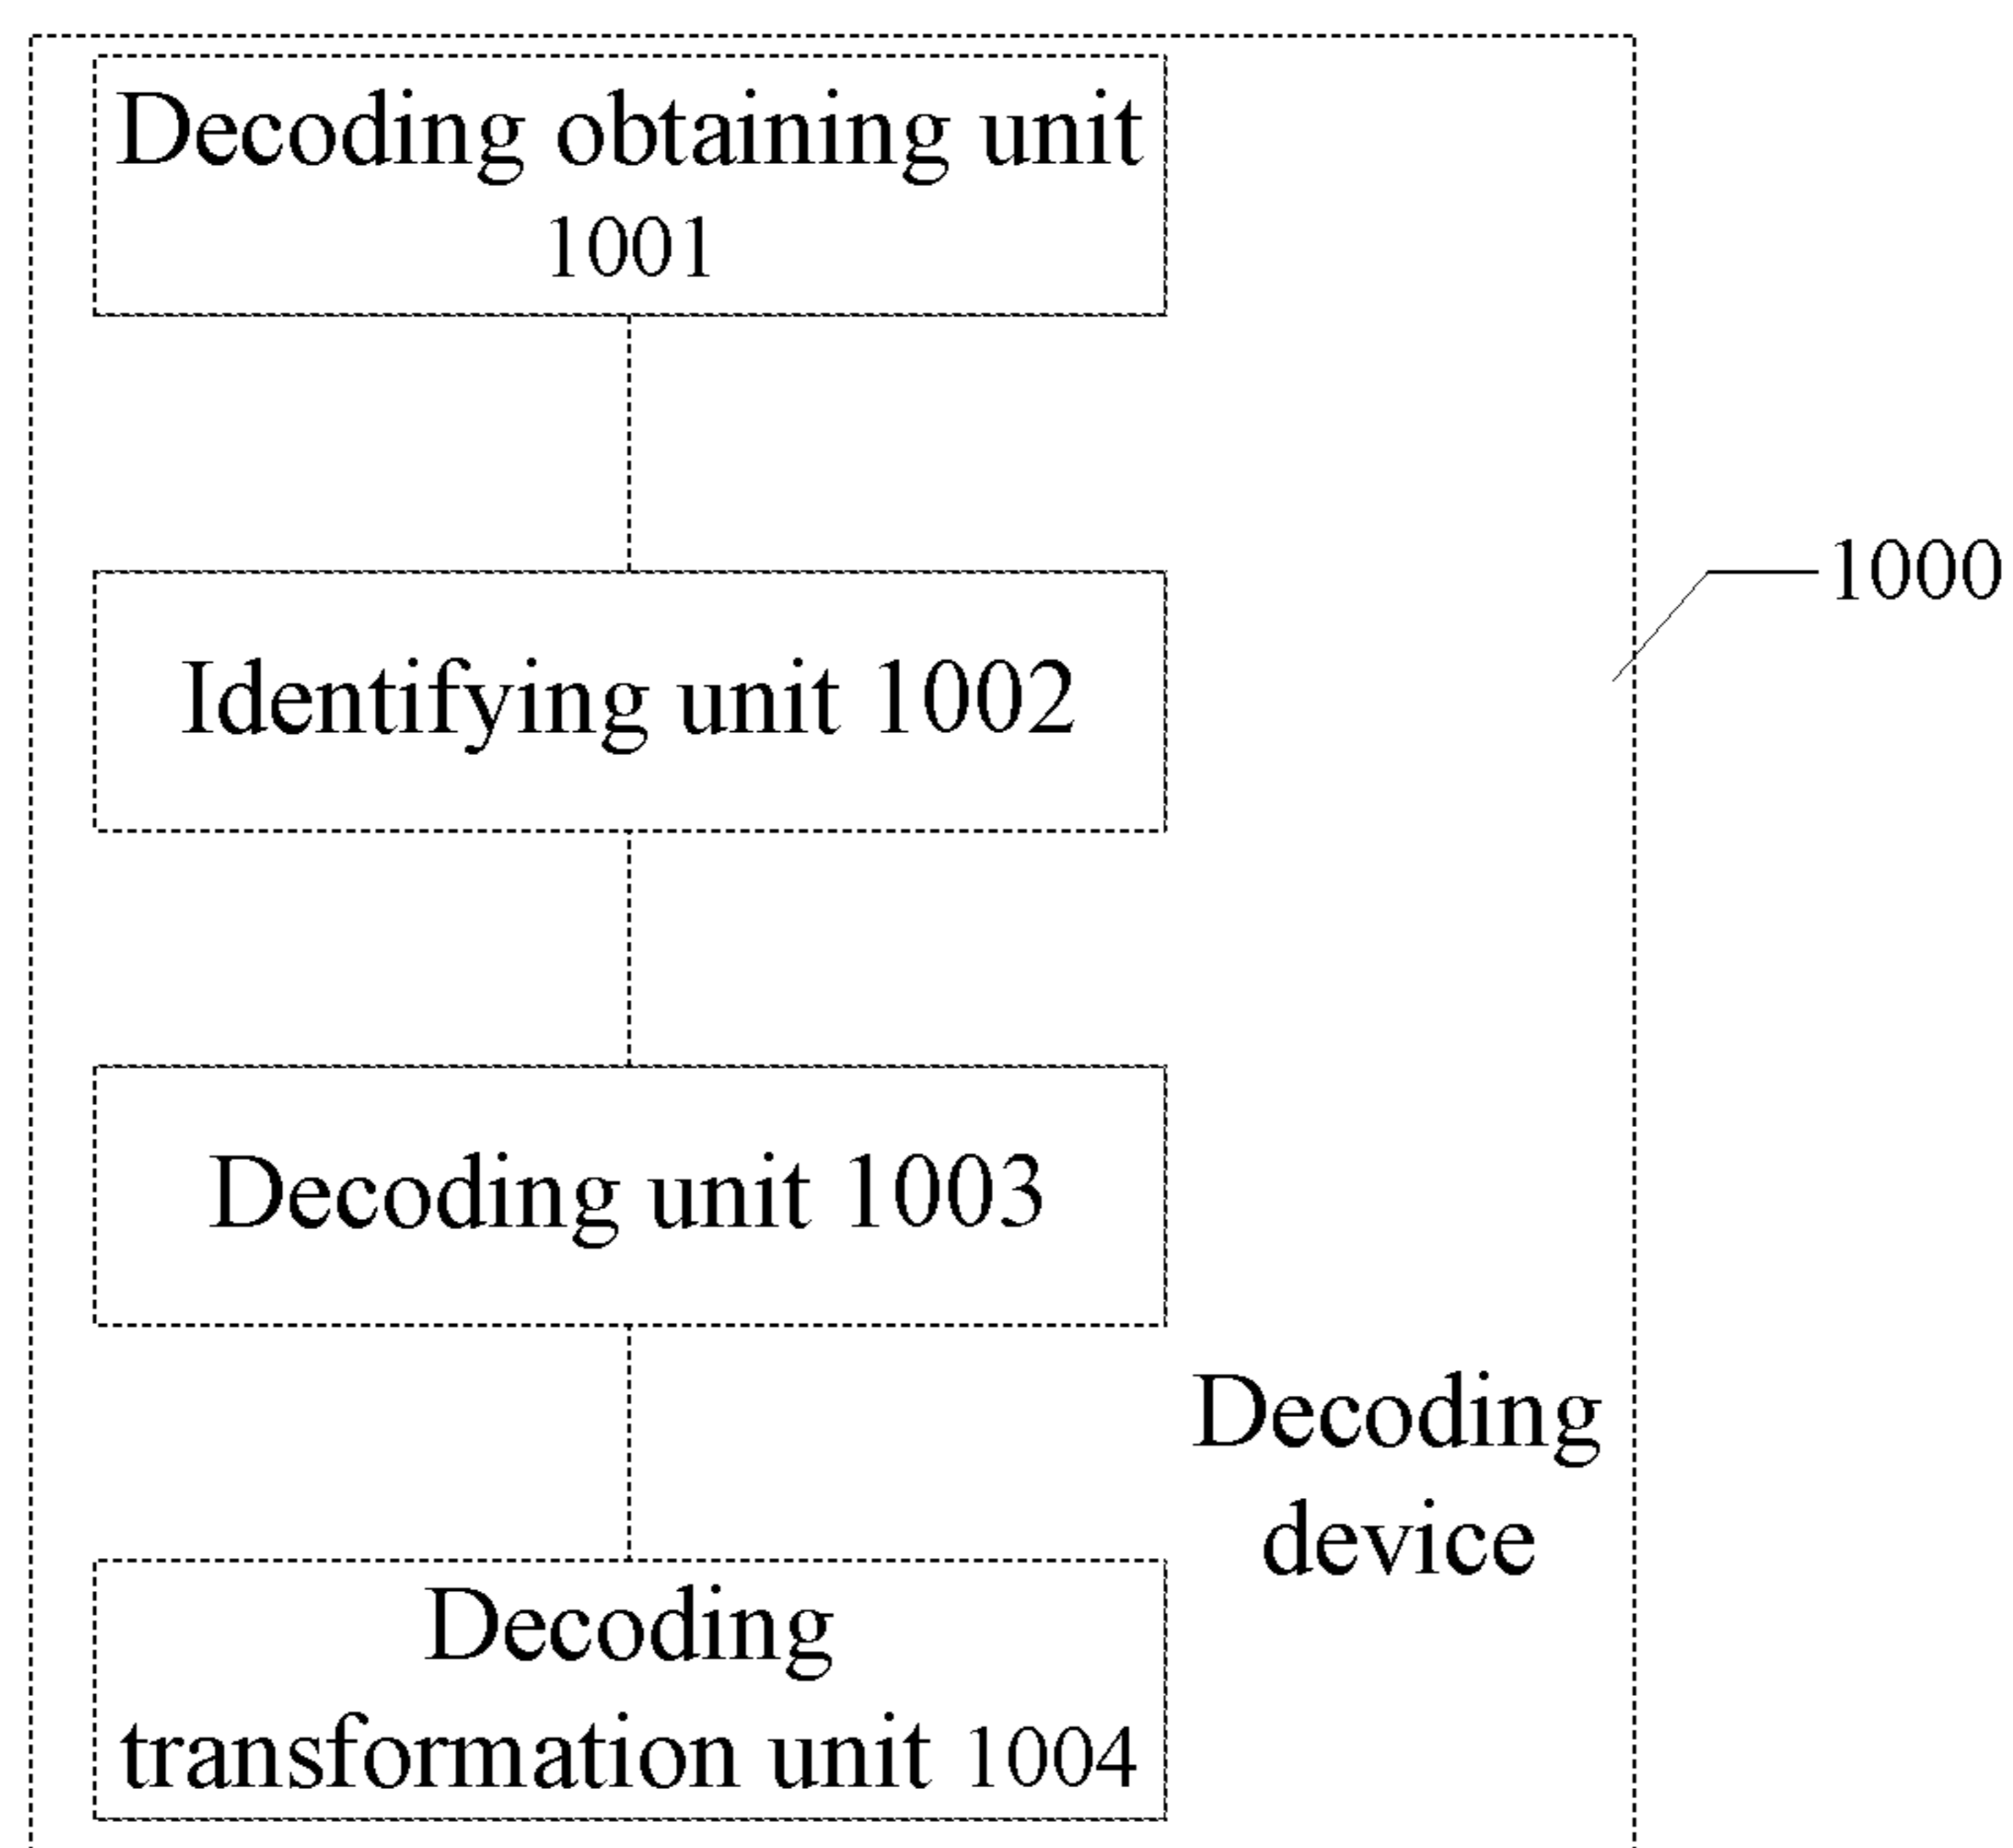 Decoding obtaining unit
1001
Identifying unit 1002
1000
Decoding unit 1003
Decoding
device
Decoding
transformation unit 1004